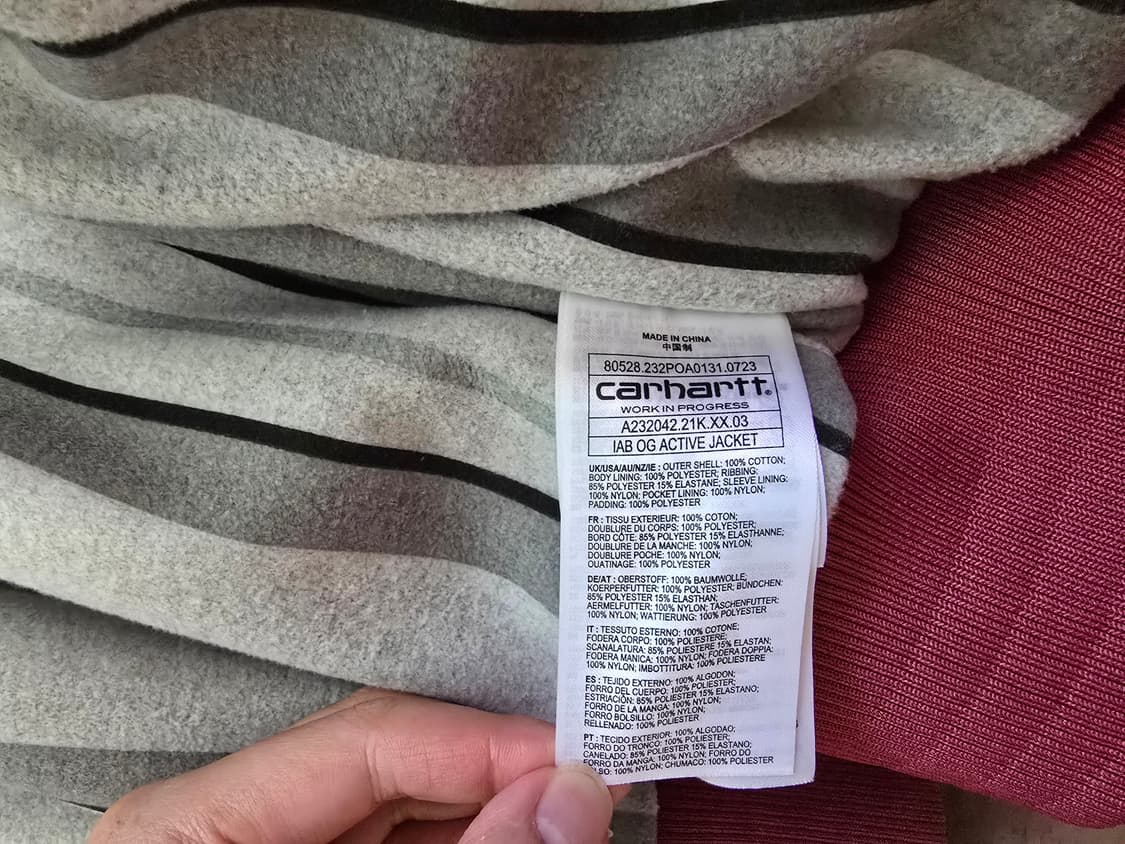 MADE IN CHINA
中国制
80528.232POA0131.0723
carhartt®
WORK IN PROGRESS
A232042.21K.XX.03
IAB OG ACTIVE JACKET
UK/USA/AU/NZ/IE : OUTER SHELL: 100% COTTON;
BODY LINING: 100% POLYESTER; RIBBING:
85% POLYESTER 15% ELASTANE; SLEEVE LINING:
100% NYLON; POCKET LINING: 100% NYLON;
PADDING: 100% POLYESTER
FR : TISSU EXTERIEUR: 100% COTON;
DOUBLURE DU CORPS: 100% POLYESTER;
BORD CÔTE: 85% POLYESTER 15% ELASTHANNE;
DOUBLURE DE LA MANCHE: 100% NYLON;
DOUBLURE POCHE: 100% NYLON;
OUATINAGE: 100% POLYESTER
DE/AT : OBERSTOFF: 100% BAUMWOLLE;
KOERPERFUTTER: 100% POLYESTER; BÜNDCHEN:
85% POLYESTER 15% ELASTHAN;
AERMELFUTTER: 100% NYLON; TASCHENFUTTER:
100% NYLON; WATTIERUNG: 100% POLYESTER
IT : TESSUTO ESTERNO: 100% COTONE;
FODERA CORPO: 100% POLIESTERE;
SCANALATURA: 85% POLIESTERE 15% ELASTAN;
FODERA MANICA: 100% NYLON; FODERA DOPPIA:
100% NYLON; IMBOTTITURA: 100% POLIESTERE
ES : TEJIDO EXTERNO: 100% ALGODON;
FORRO DEL CUERPO: 100% POLIESTER;
ESTRIACIÓN: 85% POLIESTER 15% ELASTANO;
FORRO DE LA MANGA: 100% NYLON;
FORRO BOLSILLO: 100% NYLON;
RELLENADO: 100% POLIESTER
PT : TECIDO EXTERIOR: 100% ALGODAO;
FORRO DO TRONCO: 100% POLIESTER;
CANELADO: 85% POLIESTER 15% ELASTANO;
FORRO DA MANGA: 100% NYLON; FORRO DO
100% NYLON; CHUMACO: 100% POLIESTER